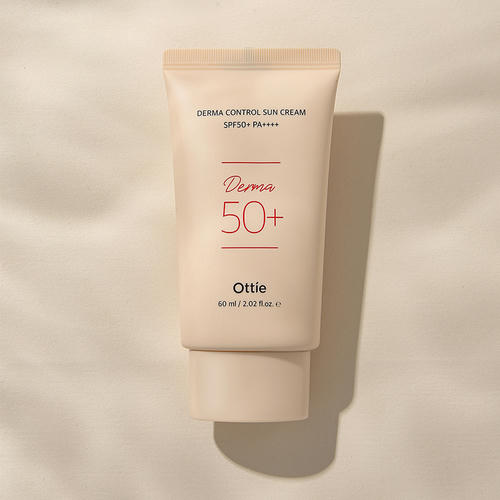 DERMA CONTROL SUN CREAM
SPF50+ PA++++
Derma
50+
Ottie
60 ml / 2.02 fl.oz. ℮